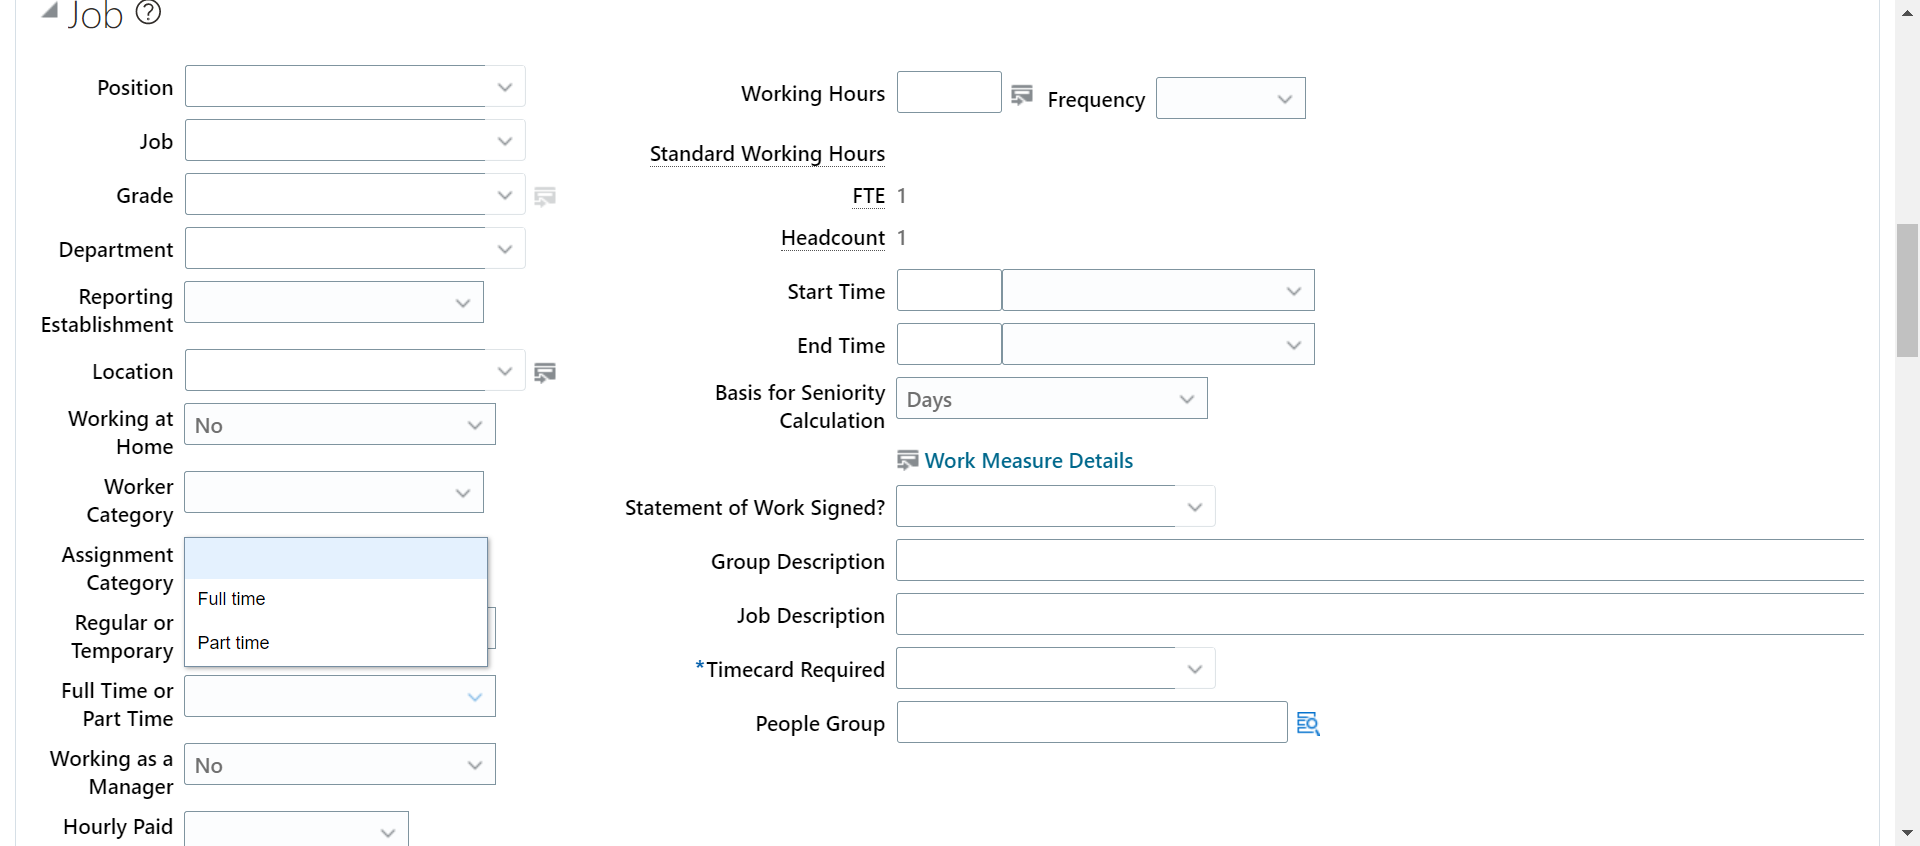 Job
Position
Job
Grade
Department
Reporting
Establishment
Location
Working at
Home
No
Worker
Category
Assignment
Category
Full time
Part time
Regular or
Temporary
Full Time or
Part Time
Working as a
Manager
No
Hourly Paid
Working Hours
Frequency
Standard Working Hours
FTE 1
Headcount 1
Start Time
End Time
Basis for Seniority
Calculation
Days
Work Measure Details
Statement of Work Signed?
Group Description
Job Description
*Timecard Required
People Group